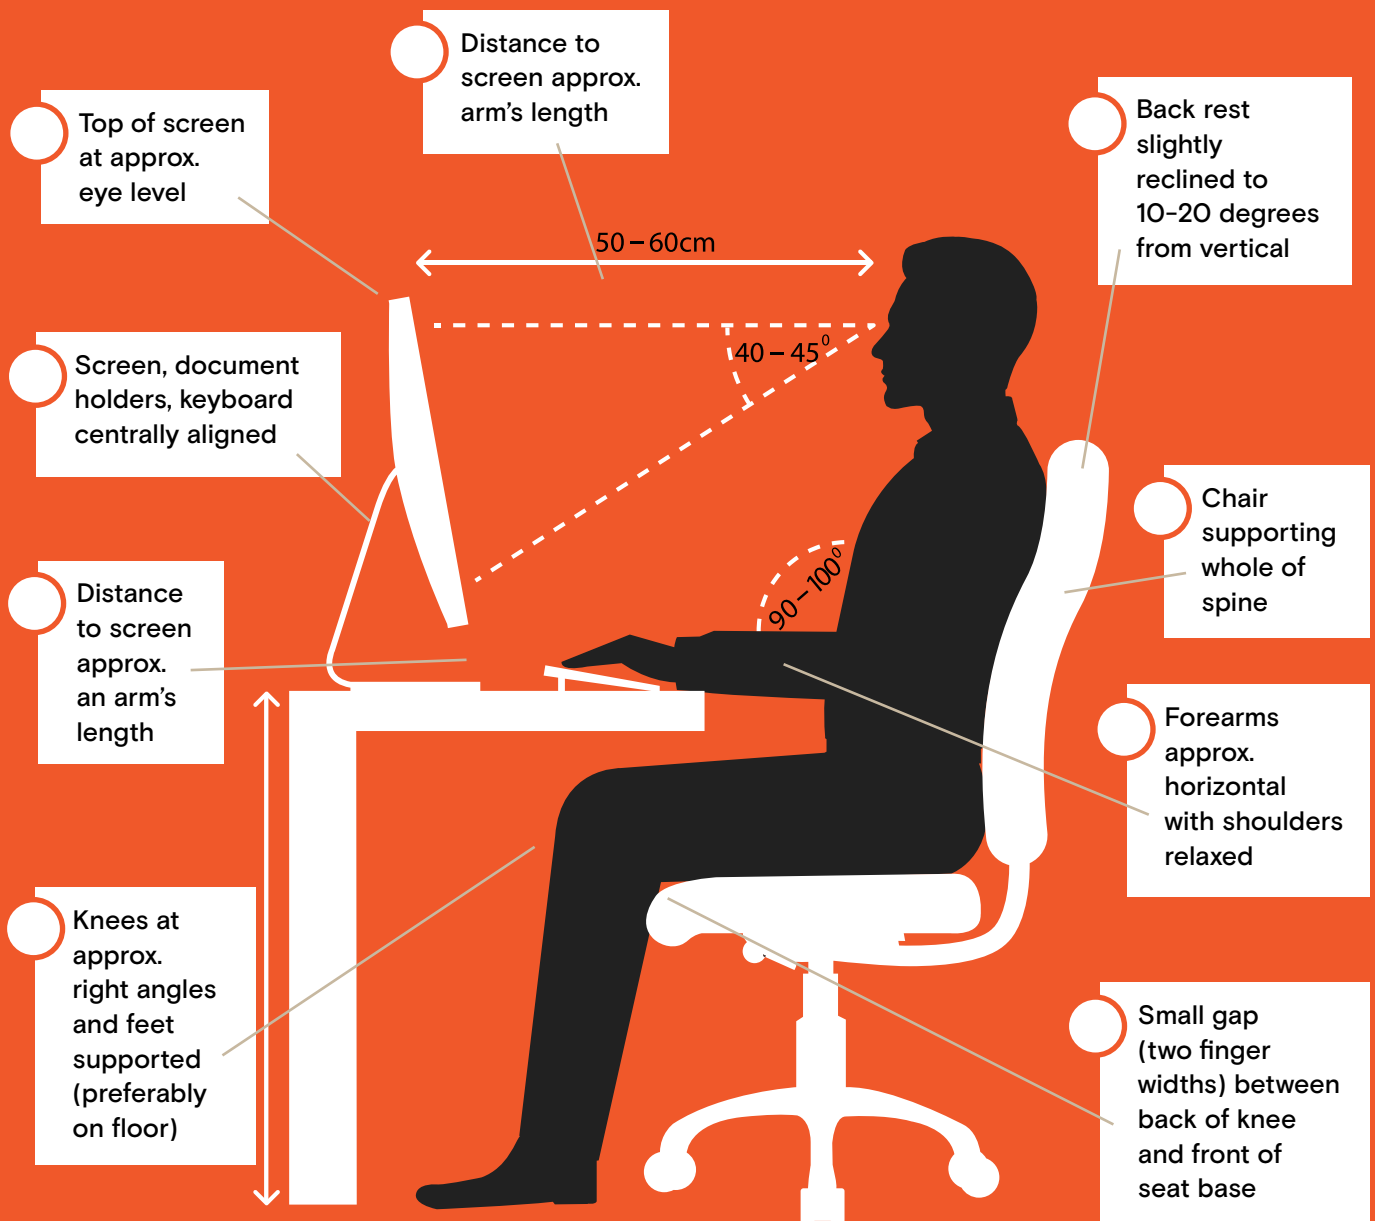 Distance to
screen approx.
arm's length
Top of screen
at approx.
eye level
Back rest
slightly
reclined to
10-20 degrees
from vertical
50 – 60cm
40 – 45⁰
Screen, document
holders, keyboard
centrally aligned
Chair
supporting
whole of
spine
90 – 100⁰
Distance
to screen
approx.
an arm's
length
Forearms
approx.
horizontal
with shoulders
relaxed
Knees at
approx.
right angles
and feet
supported
(preferably
on floor)
Small gap
(two finger
widths) between
back of knee
and front of
seat base